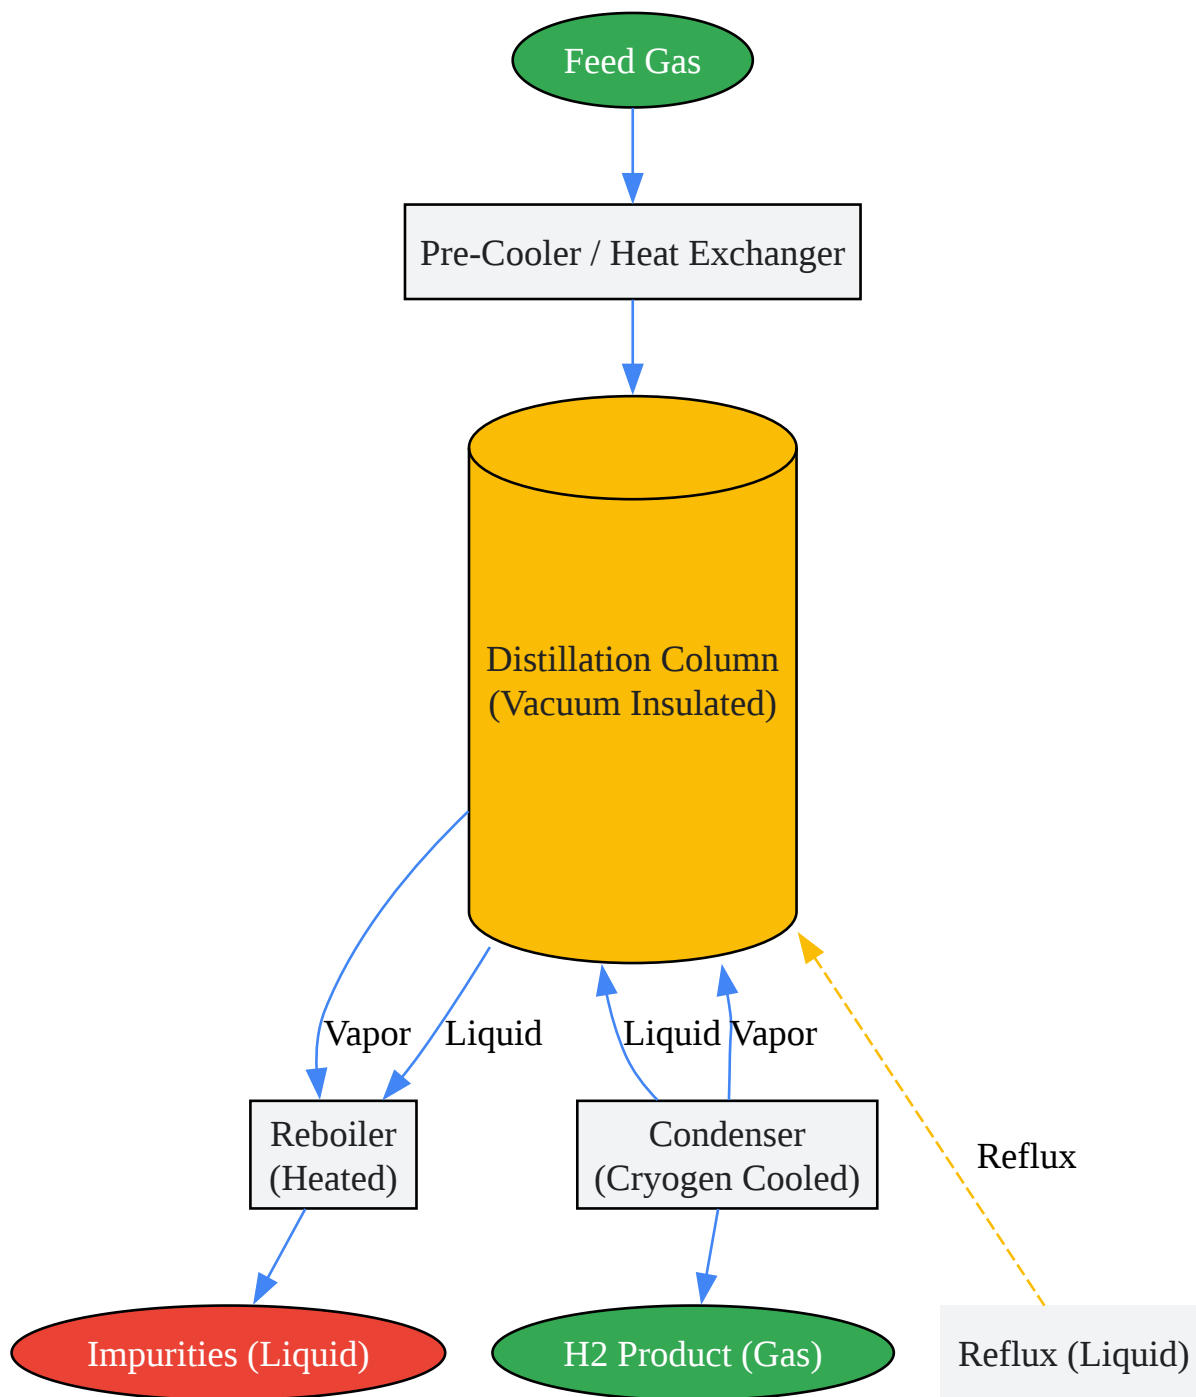 Feed Gas
Pre-Cooler / Heat Exchanger
Distillation Column
(Vacuum Insulated)
Vapor
Liquid
Liquid
Vapor
Reboiler
(Heated)
Condenser
(Cryogen Cooled)
Reflux
Impurities (Liquid)
H2 Product (Gas)
Reflux (Liquid)